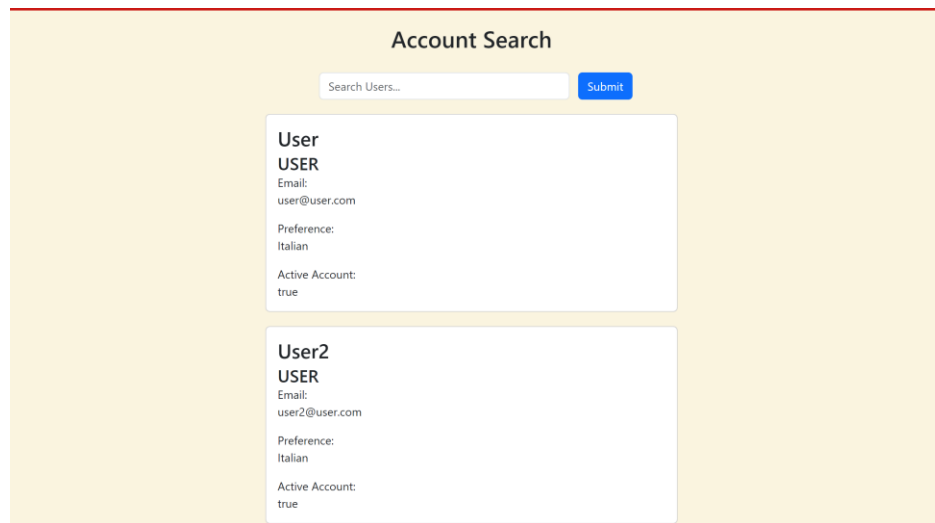 Account Search
Search Users...
Submit
User
USER
Email:
user@user.com
Preference:
Italian
Active Account:
true
User2
USER
Email:
user2@user.com
Preference:
Italian
Active Account:
true